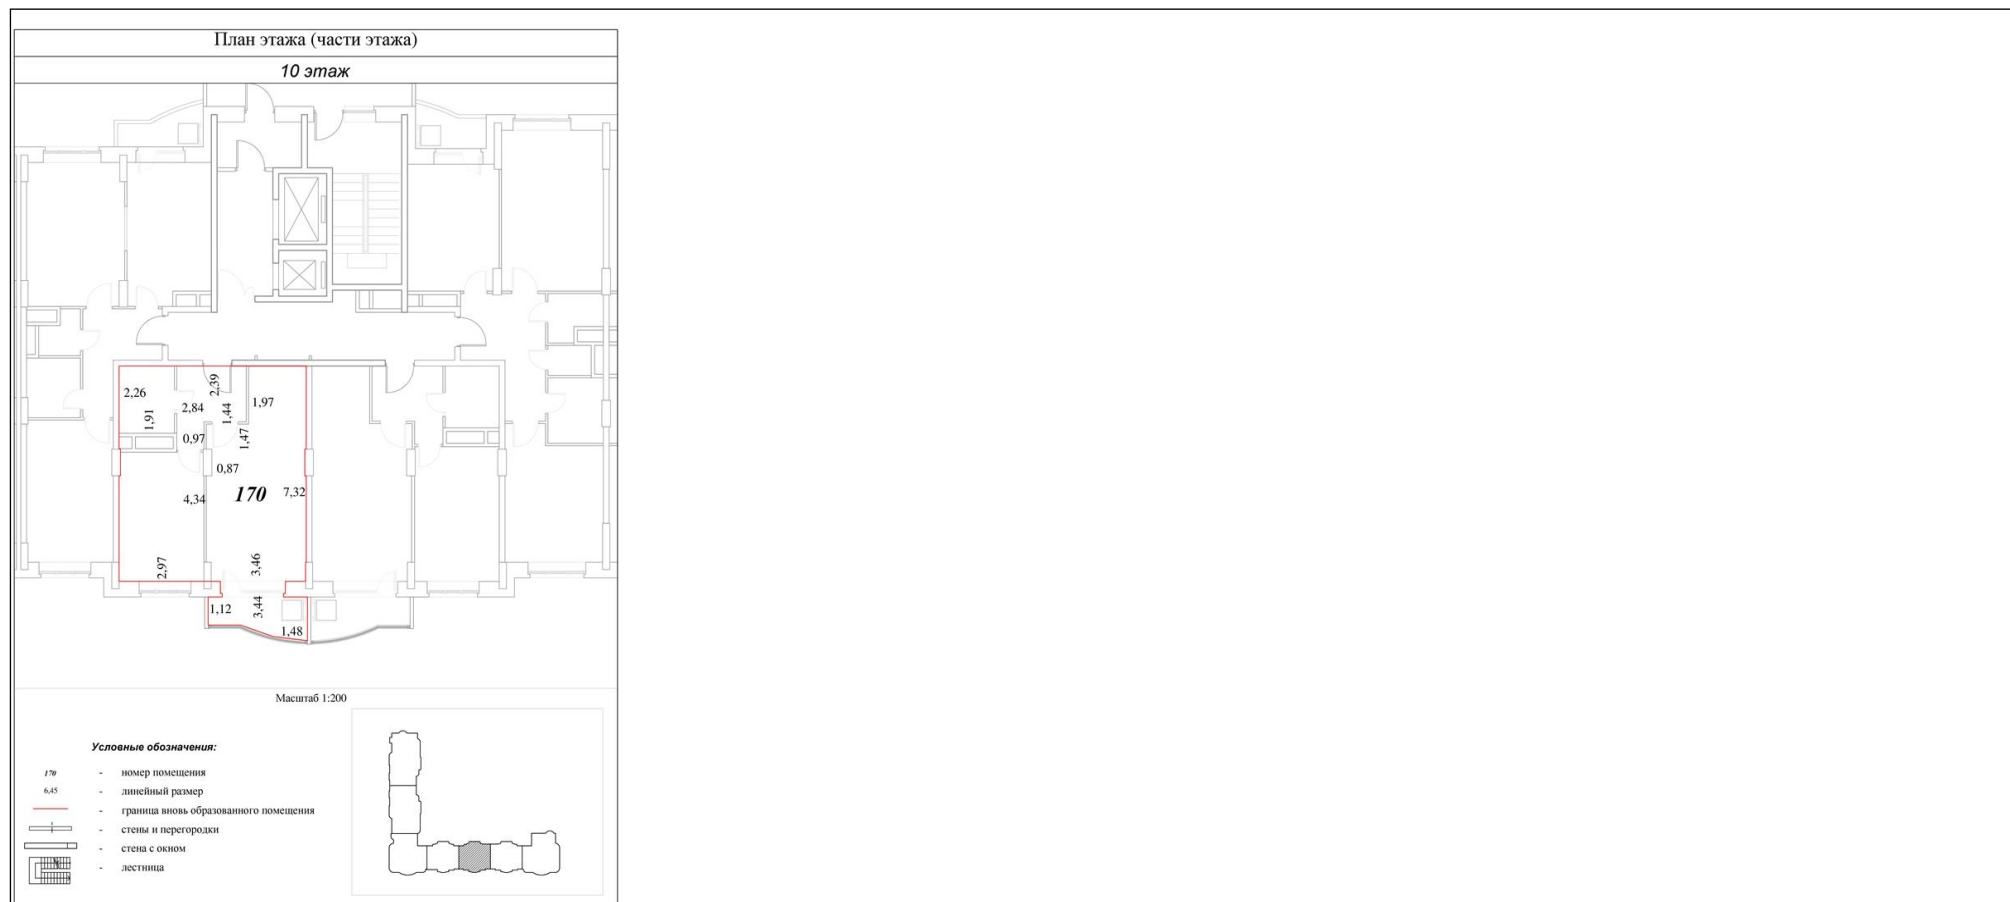 План этажа (части этажа)
10 этаж
2,26
2,39
1,91
2,84
1,44
1,97
0,97
1,47
0,87
4,34
170
7,32
2,97
3,46
1,12
3,44
1,48
Масштаб 1:200
Условные обозначения:
170 - номер помещения
6,45 - линейный размер
- граница вновь образованного помещения
- стены и перегородки
- стена с окном
- лестница